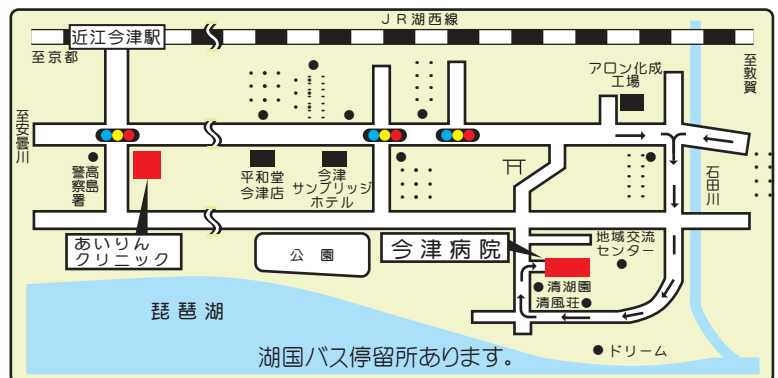 JR湖西線
近江今津駅
至京都
至敦賀
アロン化成
工場
至安曇川
高島
警察署
平和堂
今津店
今津
サンブリッジ
ホテル
石田川
あいりん
クリニック
公園
今津病院
地域交流
センター
清湖園
清風荘
琵琶湖
ドリーム
湖国バス停留所あります。